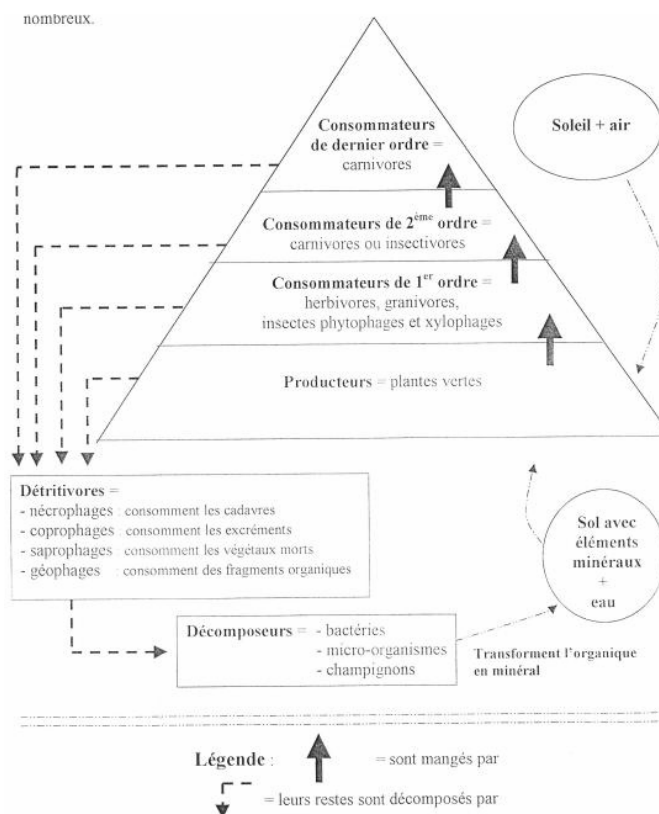 nombreux.
Consommateurs
de dernier ordre =
carnivores
Soleil + air
Consommateurs de 2ème ordre =
carnivores ou insectivores
Consommateurs de 1er ordre =
herbivores, granivores,
insectes phytophages et xylophages
Producteurs = plantes vertes
Détritivores =
- nécrophages : consomment les cadavres
- coprophages : consomment les excréments
- saprophages : consomment les végétaux morts
- géophages : consomment des fragments organiques
Sol avec
éléments
minéraux
+
eau
Décomposeurs = - bactéries
- micro-organismes
- champignons
Transforment l'organique
en minéral
Légende :
= sont mangés par
= leurs restes sont décomposés par